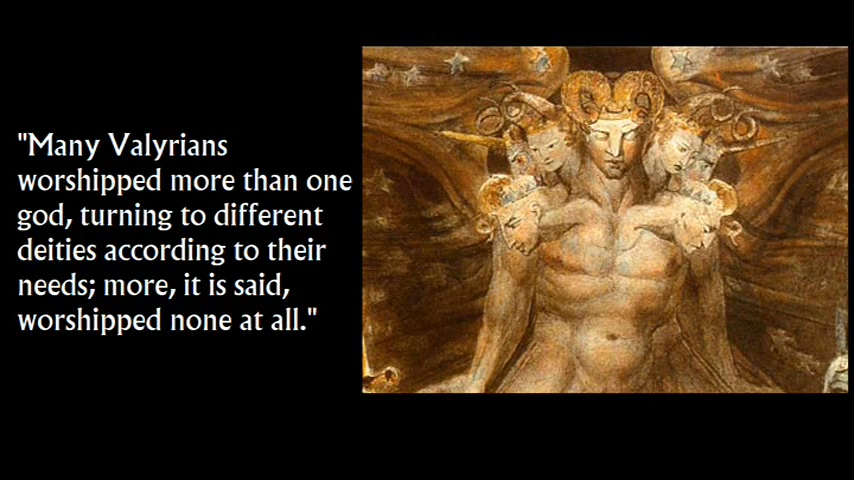 "Many Valyrians
worshipped more than one
god, turning to different
deities according to their
needs; more, it is said,
worshipped none at all."